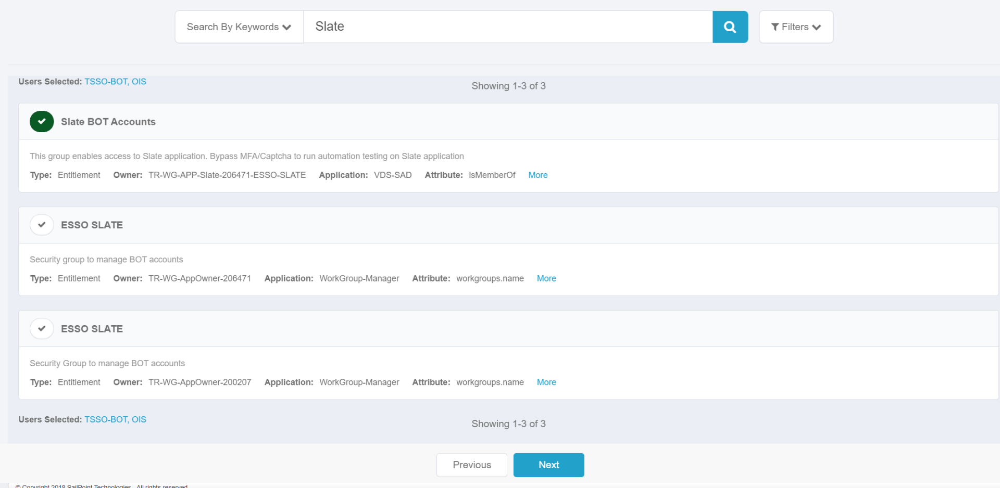 Search By Keywords Slate Filters
Users Selected: TSSO-BOT, OIS
Showing 1-3 of 3
Slate BOT Accounts
This group enables access to Slate application. Bypass MFA/Captcha to run automation testing on Slate application
Type: Entitlement Owner: TR-WG-APP-Slate-206471-ESSO-SLATE Application: VDS-SAD Attribute: isMemberOf More
ESSO SLATE
Security group to manage BOT accounts
Type: Entitlement Owner: TR-WG-AppOwner-206471 Application: WorkGroup-Manager Attribute: workgroups.name More
ESSO SLATE
Security Group to manage BOT accounts
Type: Entitlement Owner: TR-WG-AppOwner-200207 Application: WorkGroup-Manager Attribute: workgroups.name More
Users Selected: TSSO-BOT, OIS
Showing 1-3 of 3
Previous Next
© Copyright 2018 SailPoint Technologies - All rights reserved.